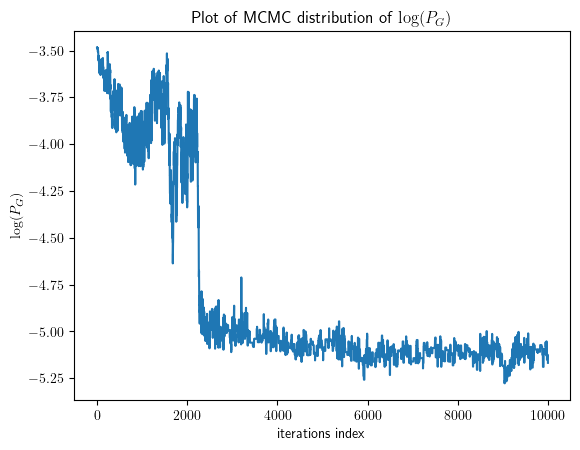 Plot of MCMC distribution of log(P_G)
log(P_G)
−3.50
−3.75
−4.00
−4.25
−4.50
−4.75
−5.00
−5.25
0 2000 4000 6000 8000 10000
iterations index